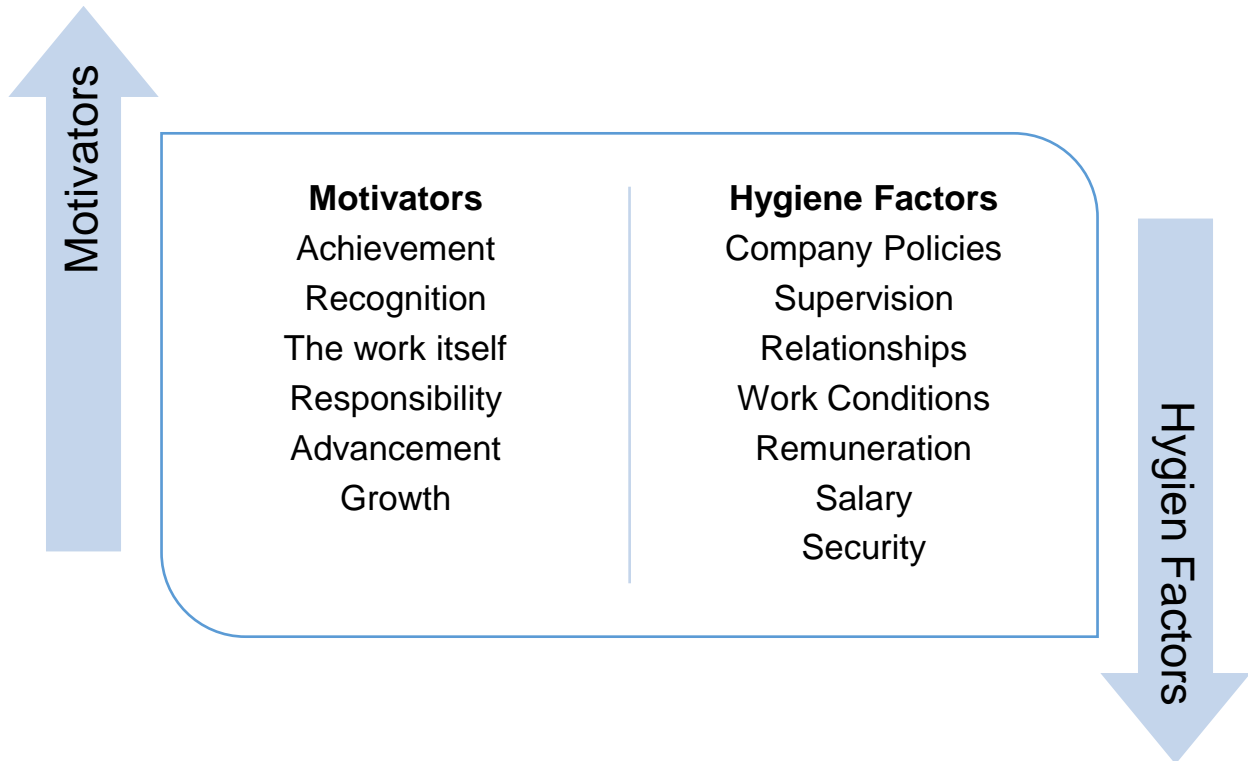 Motivators
Motivators
Achievement
Recognition
The work itself
Responsibility
Advancement
Growth
Hygiene Factors
Company Policies
Supervision
Relationships
Work Conditions
Remuneration
Salary
Security
Hygien Factors